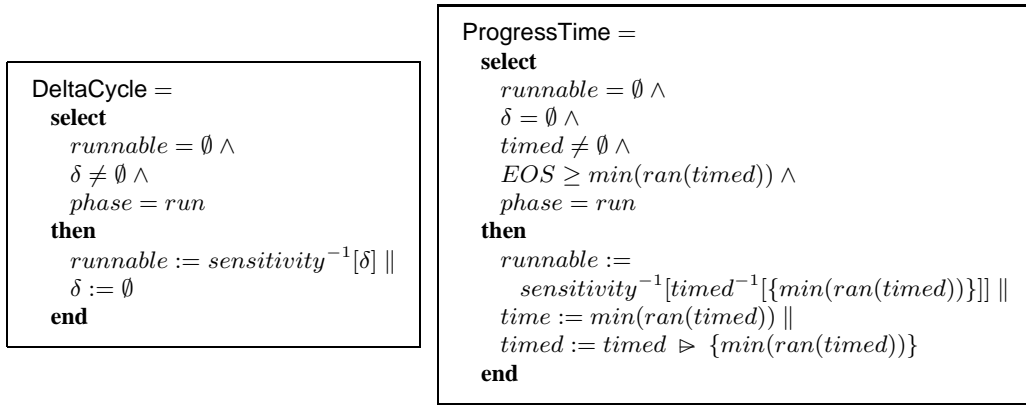 DeltaCycle =
select
runnable = ∅ ∧
δ ≠ ∅ ∧
phase = run
then
runnable := sensitivity⁻¹[δ] ∥
δ := ∅
end
ProgressTime =
select
runnable = ∅ ∧
δ = ∅ ∧
timed ≠ ∅ ∧
EOS ≥ min(ran(timed)) ∧
phase = run
then
runnable :=
sensitivity⁻¹[timed⁻¹[{min(ran(timed))}]] ∥
time := min(ran(timed)) ∥
timed := timed ⩥ {min(ran(timed))}
end